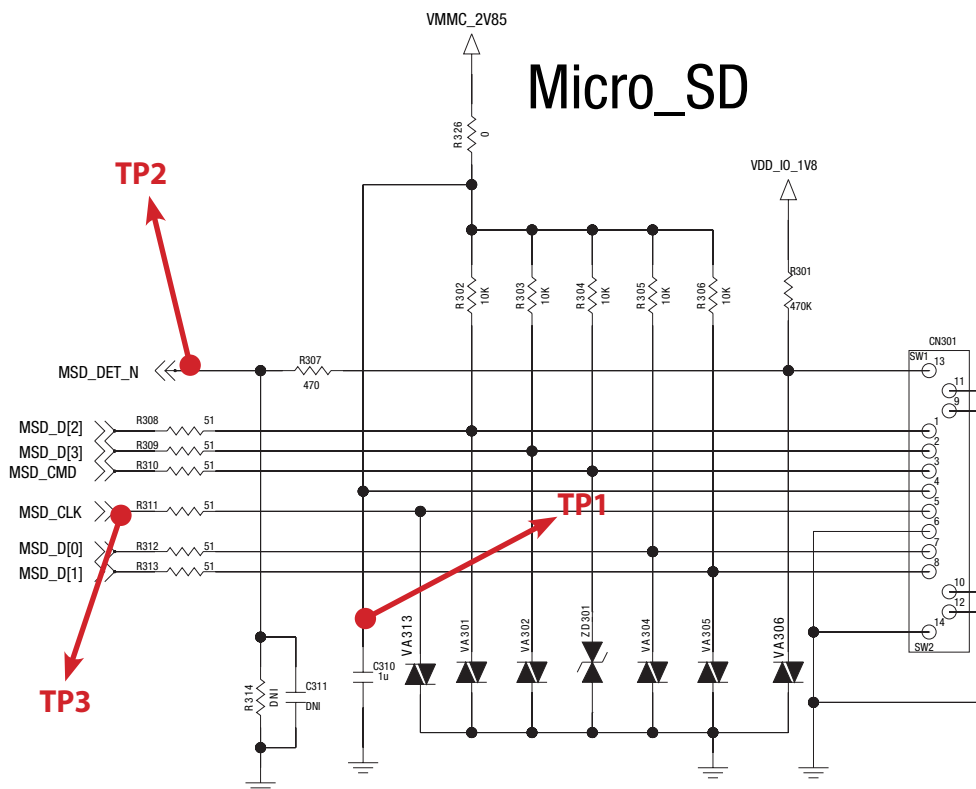 VMMC_2V85
Micro_SD
R326
0
VDD_IO_1V8
TP2
R302
10K
R303
10K
R304
10K
R305
10K
R306
10K
R301
470K
CN301
SW1
13
MSD_DET_N
R307
470
11
9
MSD_D[2]
R308
51
1
MSD_D[3]
R309
51
2
MSD_CMD
R310
51
3
4
TP1
MSD_CLK
R311
51
5
6
MSD_D[0]
R312
51
7
MSD_D[1]
R313
51
8
10
12
14
SW2
VA313
VA301
VA302
ZD301
VA304
VA305
VA306
C310
1u
TP3
R314
DNI
C311
DNI